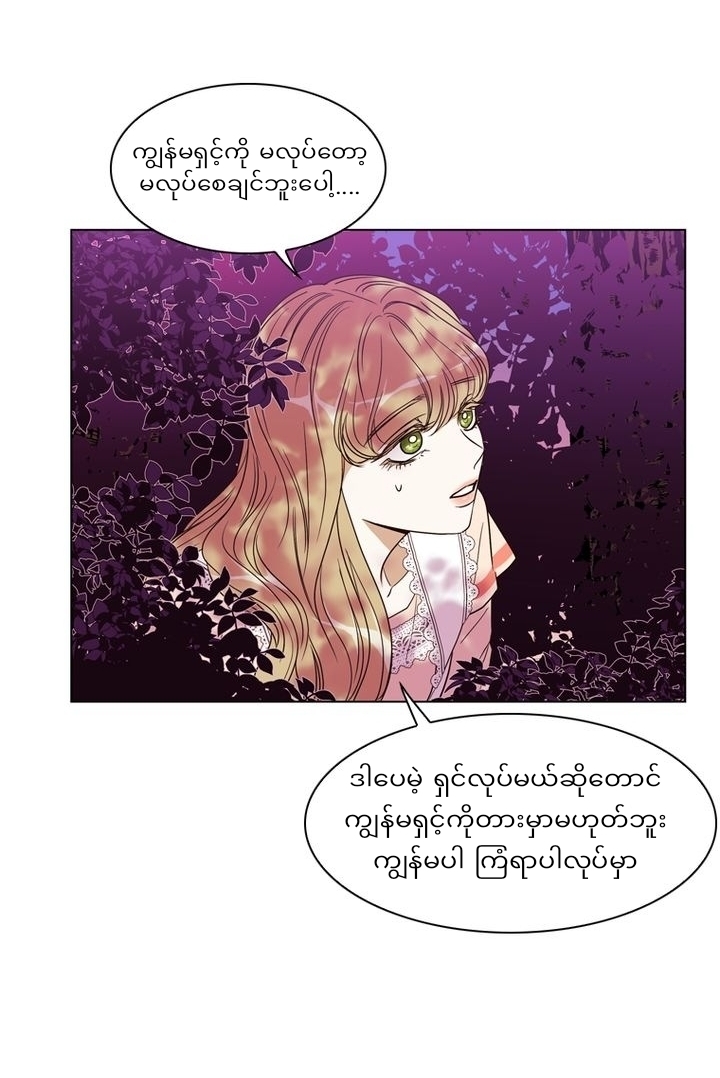 ကျွန်မရှင့်ကို မလုပ်တော့
မလုပ်စေချင်ဘူးပေါ့....
ဒါပေမဲ့ ရှင်လုပ်မယ်ဆိုတောင်
ကျွန်မရှင့်ကိုတားမှာမဟုတ်ဘူး
ကျွန်မပါ ကြံရာပါလုပ်မှာ